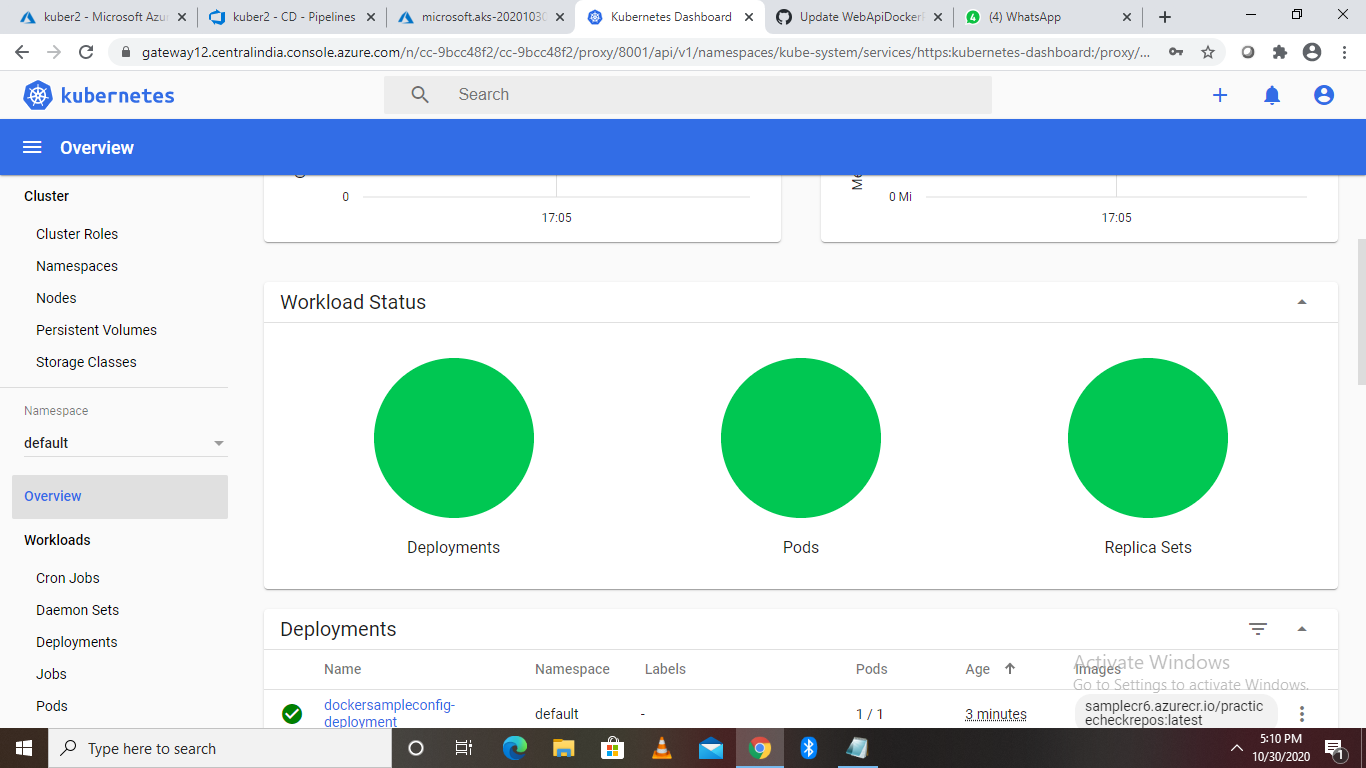 kuber2 - Microsoft Azu
kuber2 - CD - Pipelines
microsoft.aks-2020103
Kubernetes Dashboard
Update WebApiDocker
4
(4) WhatsApp
gateway12.centralindia.console.azure.com/n/cc-9bcc48f2/cc-9bcc48f2/proxy/8001/api/v1/namespaces/kube-system/services/https:kubernetes-dashboard:/proxy/...
kubernetes
Search
Overview
Cluster
Cluster Roles
Namespaces
Nodes
Persistent Volumes
Storage Classes
Namespace
default
Overview
Workloads
Cron Jobs
Daemon Sets
Deployments
Jobs
Pods
0
17:05
Me
0 Mi
17:05
Workload Status
Deployments
Pods
Replica Sets
Deployments
Name Namespace Labels Pods Age Images
dockersampleconfig-
deployment
default - 1 / 1 3 minutes
samplecr6.azurecr.io/practic
echeckrepos:latest
Activate Windows
Go to Settings to activate Windows.
Type here to search
5:10 PM
10/30/2020
1